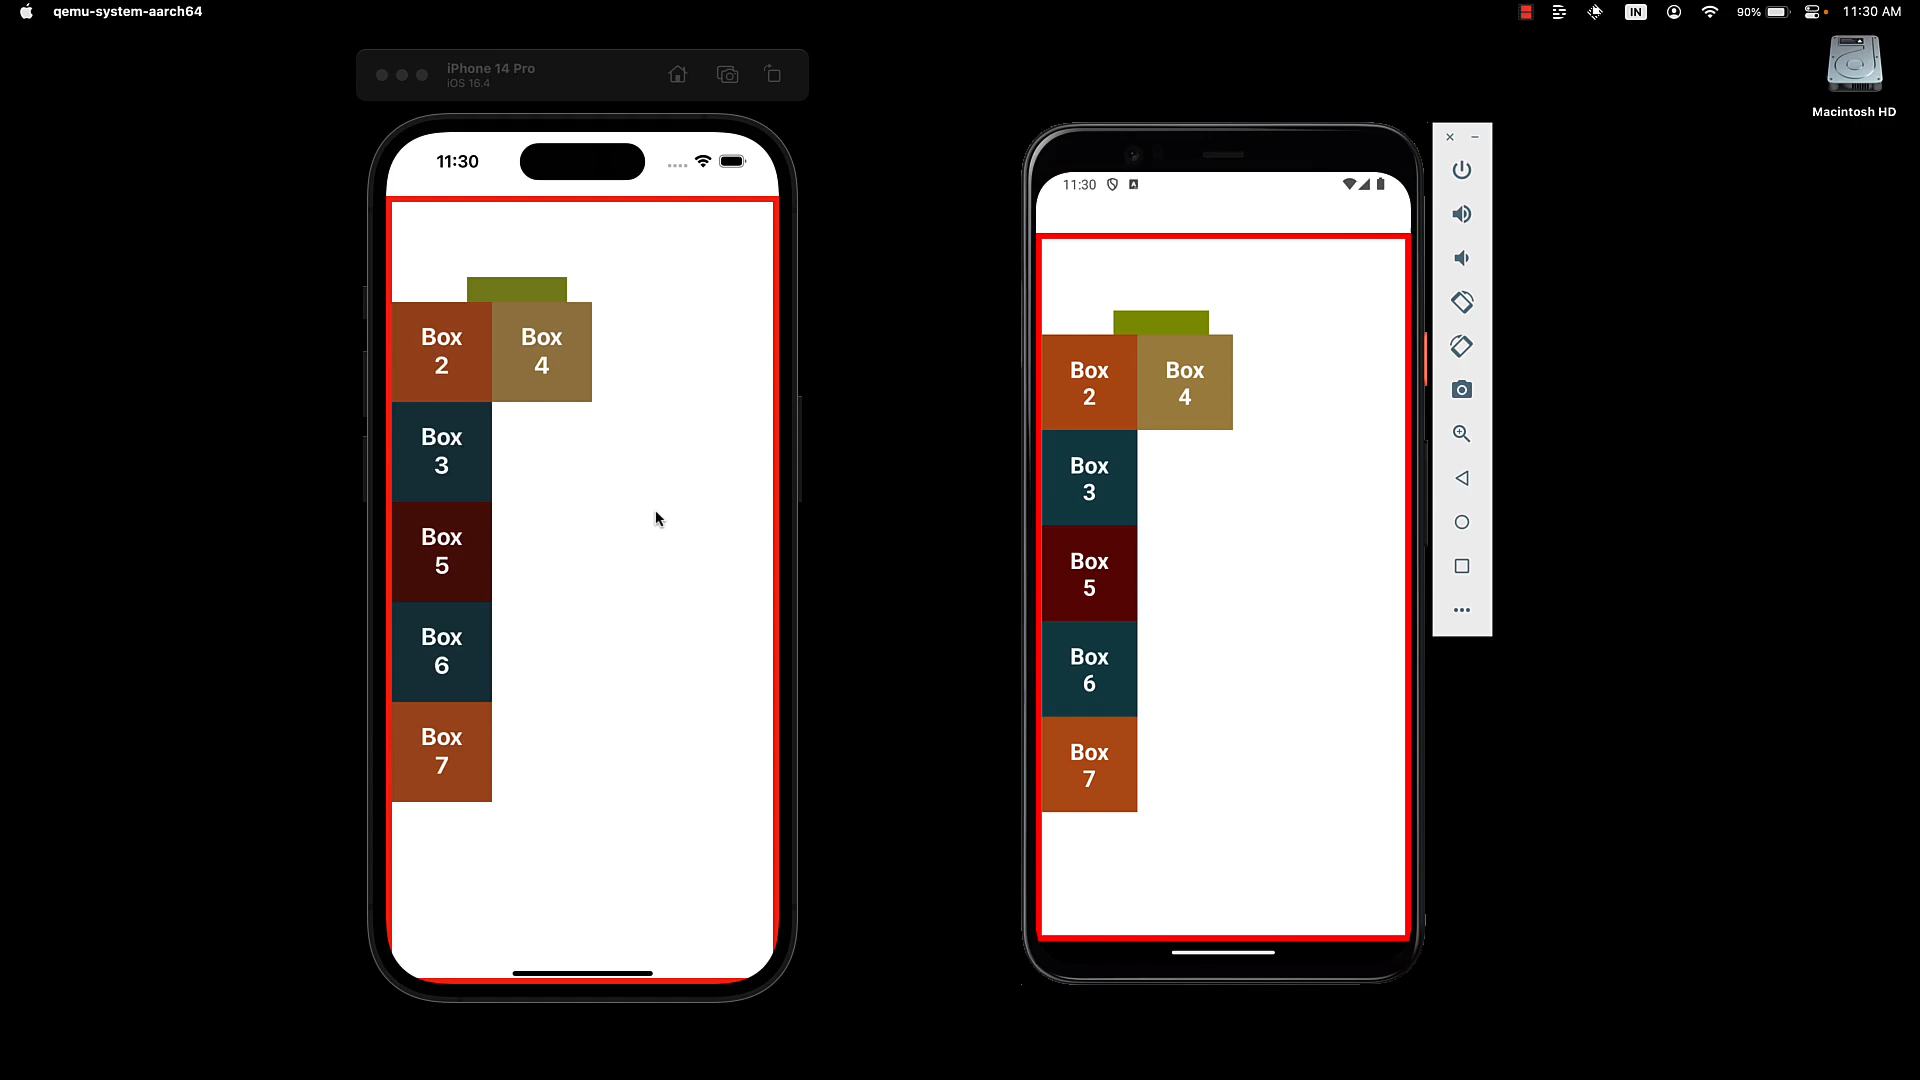 qemu-system-aarch64
IN
90%
11:30 AM
Macintosh HD
iPhone 14 Pro
iOS 16.4
11:30
Box
2
Box
4
Box
3
Box
5
Box
6
Box
7
11:30
A
Box
2
Box
4
Box
3
Box
5
Box
6
Box
7